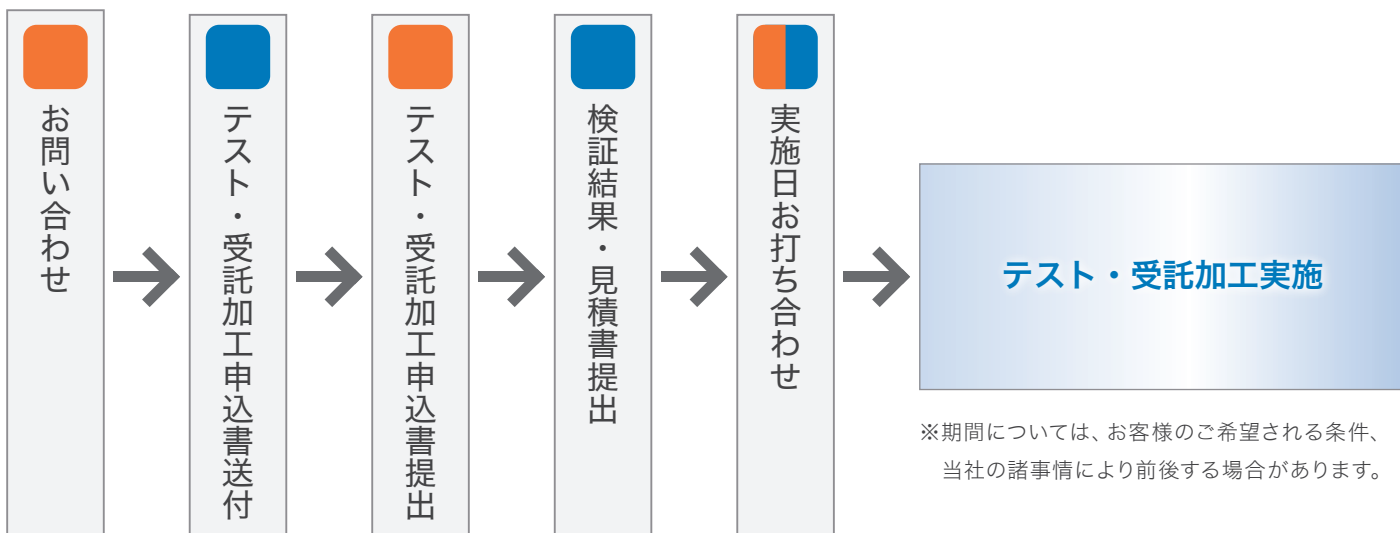 お問い合わせ
テスト・受託加工申込書送付
テスト・受託加工申込書提出
検証結果・見積書提出
実施日お打ち合わせ
テスト・受託加工実施
※期間については、お客様のご希望される条件、
当社の諸事情により前後する場合があります。